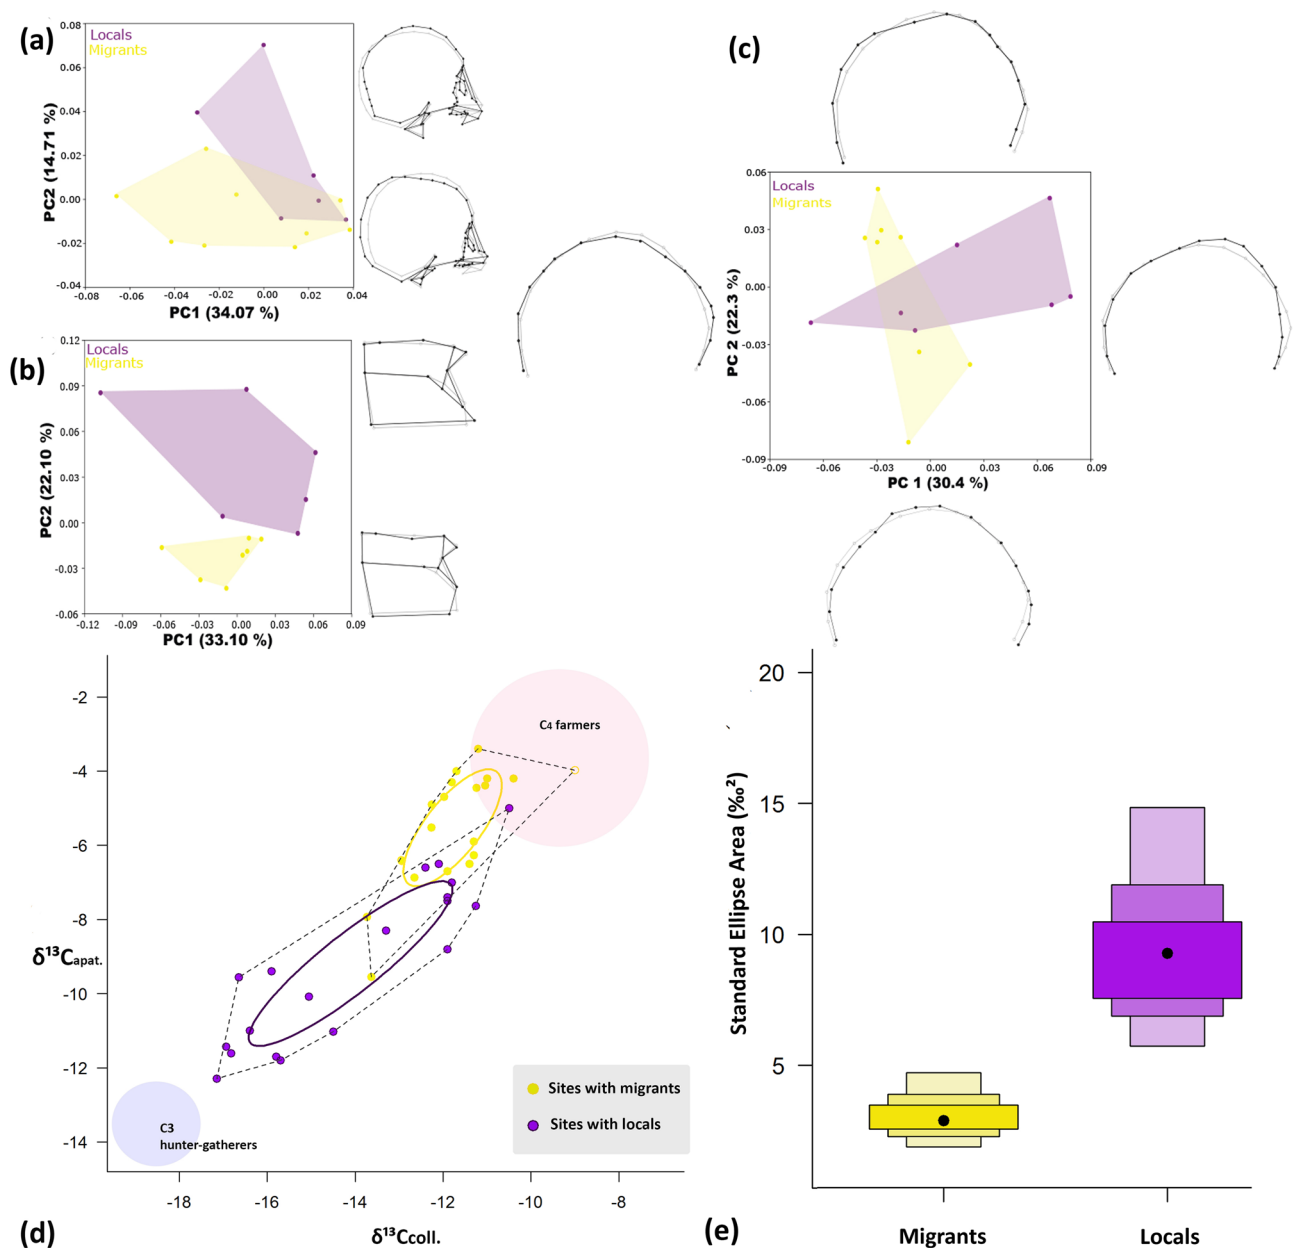 (a)
Locals
Migrants
0.08
0.06
0.04
0.02
0.00
-0.02
-0.04
PC2 (14.71 %)
-0.08 -0.06 -0.04 -0.02 0.00 0.02 0.04
PC1 (34.07 %)
(b)
Locals
Migrants
0.12
0.09
0.06
0.03
0.00
-0.03
-0.06
PC2 (22.10 %)
-0.12 -0.09 -0.06 -0.03 0.00 0.03 0.06 0.09
PC1 (33.10 %)
(c)
Locals
Migrants
0.06
0.03
0.00
-0.03
-0.06
-0.09
PC 2 (22.3 %)
-0.09 -0.06 -0.03 0.00 0.03 0.06 0.09
PC 1 (30.4 %)
-2
-4
-6
-8
-10
-12
-14
δ¹³Capat.
C4 farmers
C3
hunter-gatherers
Sites with migrants
Sites with locals
-18 -16 -14 -12 -10 -8
δ¹³Ccoll.
(d)
20
15
10
5
Standard Ellipse Area (‰²)
Migrants Locals
(e)